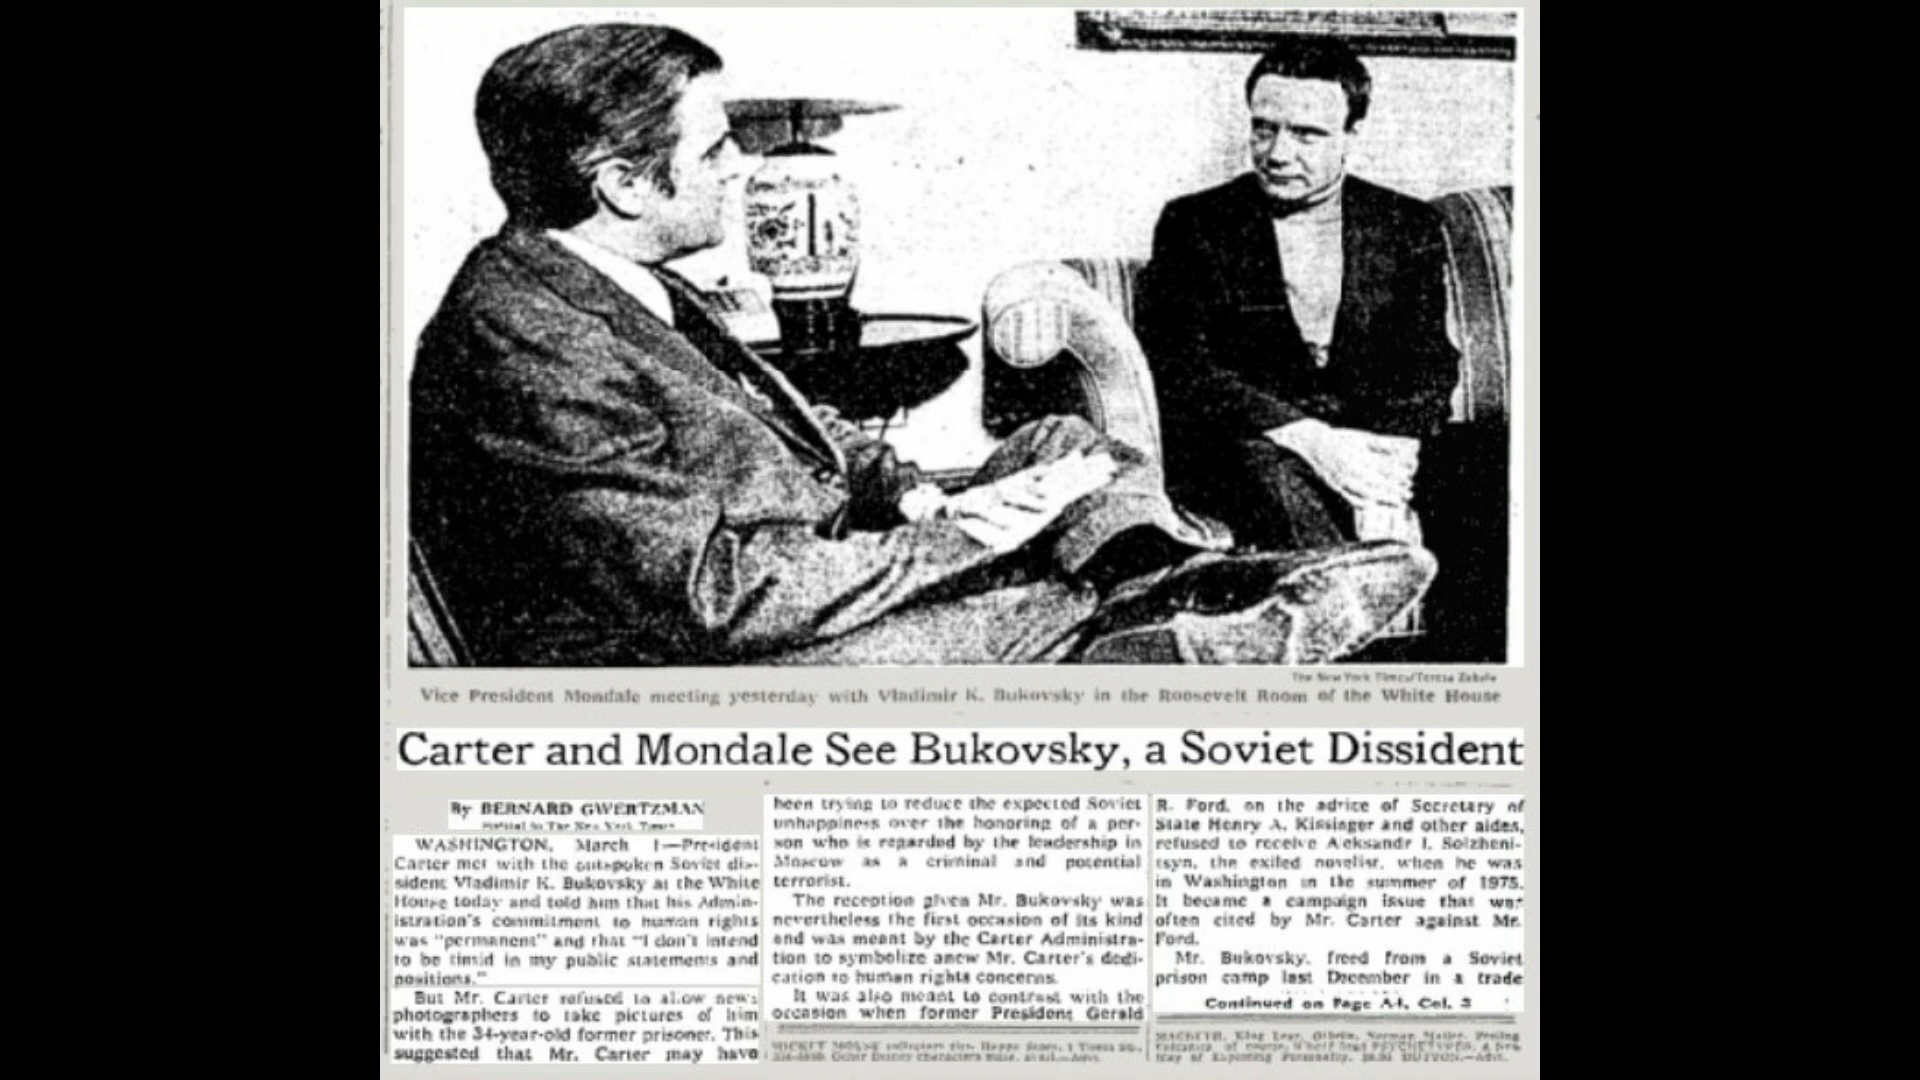 The New York Times/Teresa Zabala
Vice President Mondale meeting yesterday with Vladimir K. Bukovsky in the Roosevelt Room of the White House
Carter and Mondale See Bukovsky, a Soviet Dissident
By BERNARD GWERTZMAN
Special to The New York Times
WASHINGTON, March 1—President
Carter met with the outspoken Soviet dis-
sident Vladimir K. Bukovsky at the White
House today and told him that his Admin-
istration's commitment to human rights
was "permanent" and that "I don't intend
to be timid in my public statements and
positions."
But Mr. Carter refused to allow news
photographers to take pictures of him
with the 34-year-old former prisoner. This
suggested that Mr. Carter may have
been trying to reduce the expected Soviet
unhappiness over the honoring of a per-
son who is regarded by the leadership in
Moscow as a criminal and potential
terrorist.
The reception given Mr. Bukovsky was
nevertheless the first occasion of its kind
and was meant by the Carter Administra-
tion to symbolize anew Mr. Carter's dedi-
cation to human rights concerns.
It was also meant to contrast with the
occasion when former President Gerald
R. Ford, on the advice of Secretary of
State Henry A. Kissinger and other aides,
refused to receive Aleksandr I. Solzheni-
tsyn, the exiled novelist, when he was
in Washington in the summer of 1975.
It became a campaign issue that was
often cited by Mr. Carter against Mr.
Ford.
Mr. Bukovsky, freed from a Soviet
prison camp last December in a trade
Continued on Page A4, Col. 3
MICKEY MOUSE
MACBETH, King Lear, Norman Mailer,